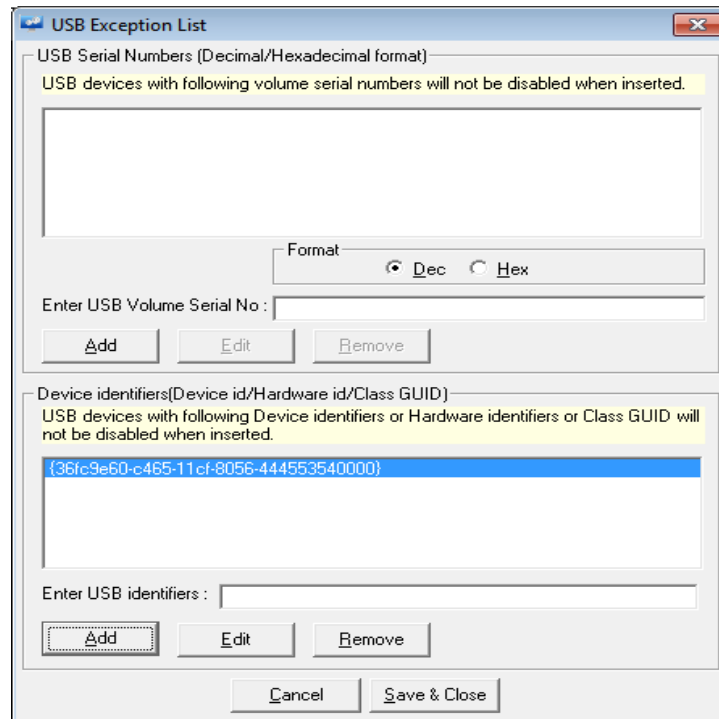 USB Exception List
USB Serial Numbers (Decimal/Hexadecimal format)
USB devices with following volume serial numbers will not be disabled when inserted.
Format
Dec Hex
Enter USB Volume Serial No :
Add Edit Remove
Device identifiers(Device id/Hardware id/Class GUID)
USB devices with following Device identifiers or Hardware identifiers or Class GUID will
not be disabled when inserted.
{36fc9e60-c465-11cf-8056-444553540000}
Enter USB identifiers :
Add Edit Remove
Cancel Save & Close